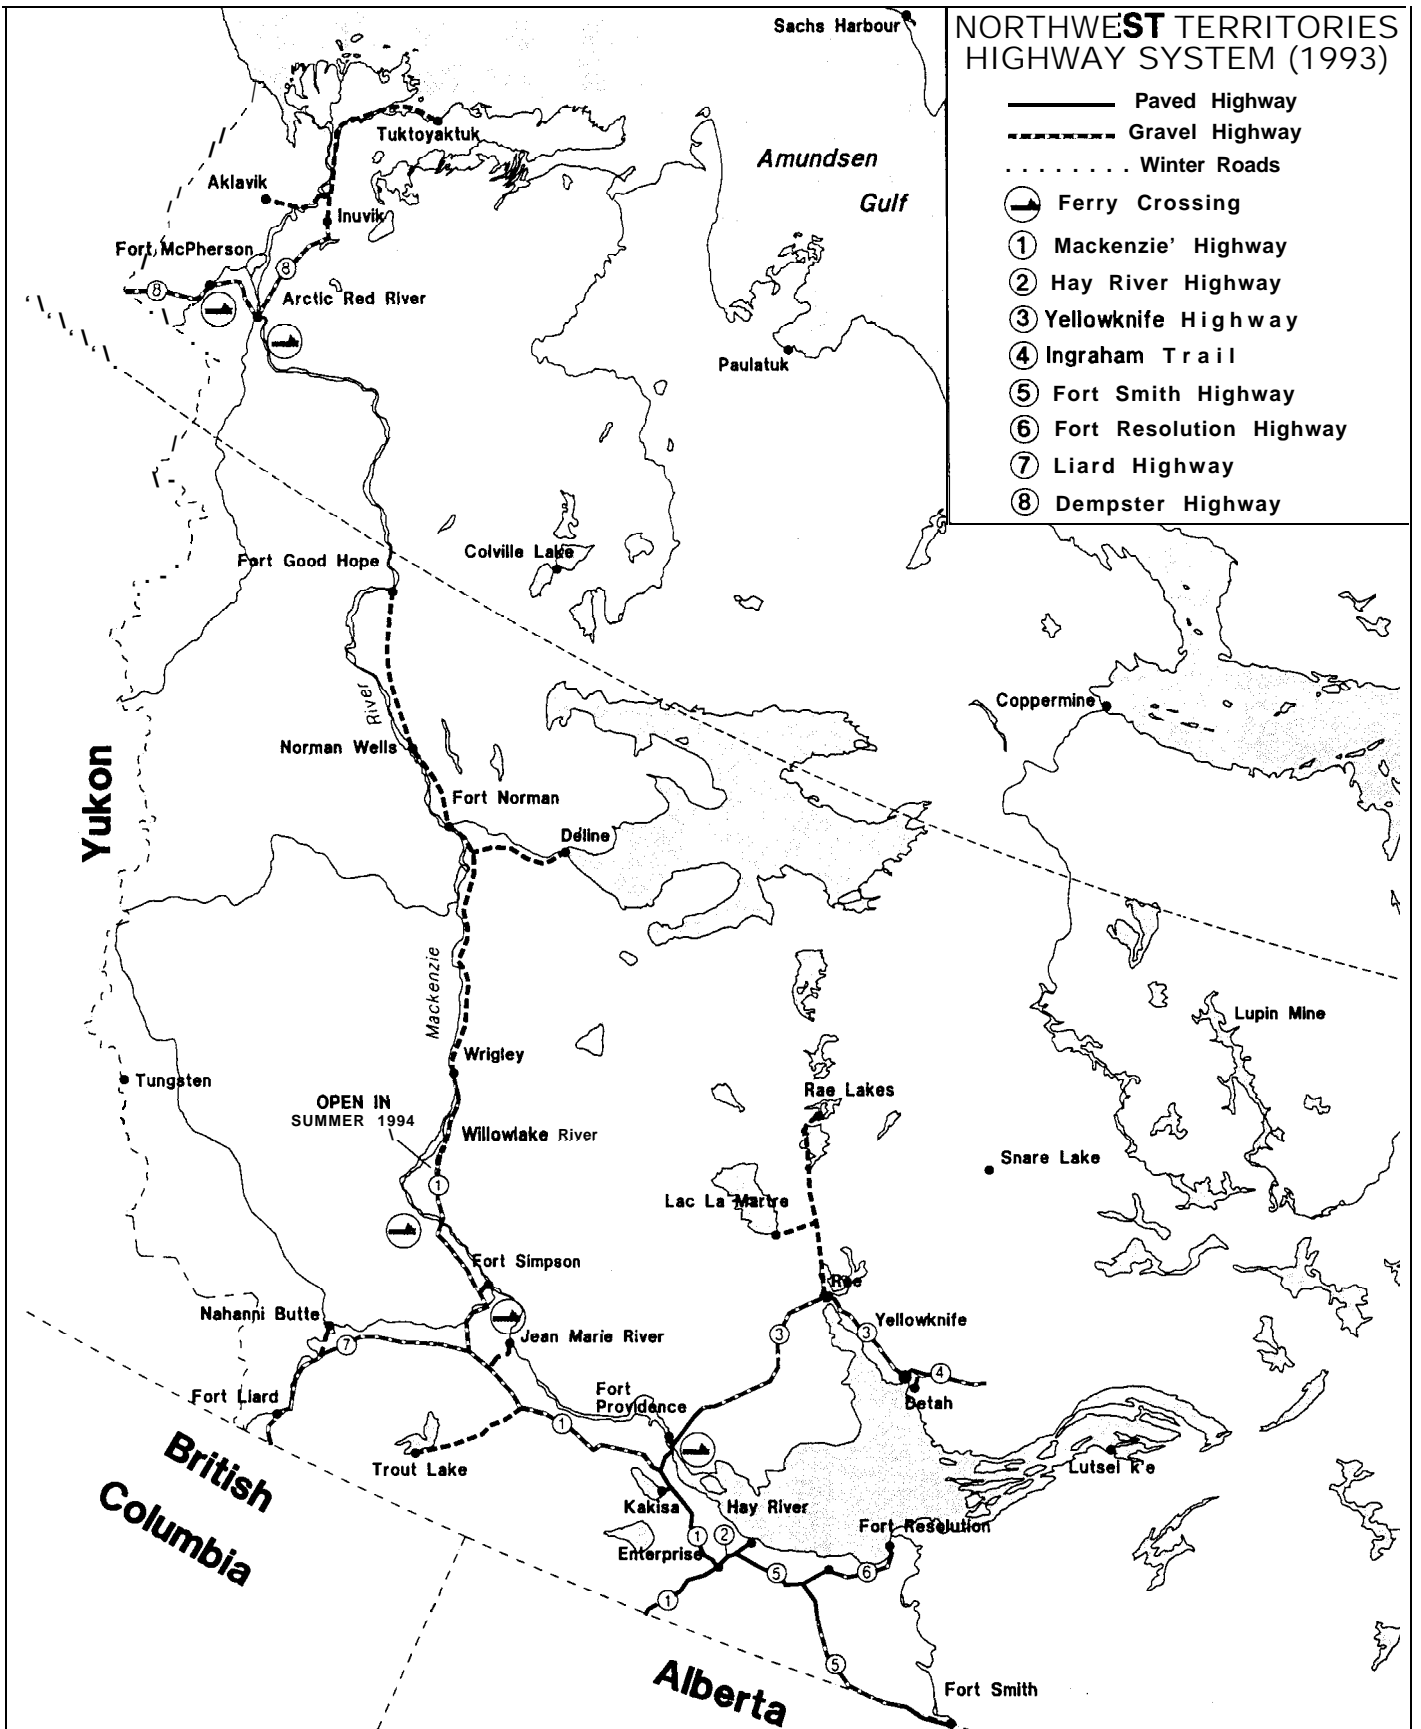 NORTHWEST TERRITORIES
HIGHWAY SYSTEM (1993)
Paved Highway
Gravel Highway
Winter Roads
Ferry Crossing
1 Mackenzie' Highway
2 Hay River Highway
3 Yellowknife Highway
4 Ingraham Trail
5 Fort Smith Highway
6 Fort Resolution Highway
7 Liard Highway
8 Dempster Highway
Sachs Harbour
Tuktoyaktuk
Amundsen
Gulf
Aklavik
Inuvik
Fort McPherson
8
8
Arctic Red River
Paulatuk
Fort Good Hope
Colville Lake
River
Coppermine
Norman Wells
Yukon
Fort Norman
Déline
Mackenzie
Lupin Mine
Wrigley
Tungsten
OPEN IN
SUMMER 1994
Rae Lakes
Willowlake River
Snare Lake
1
Lac La Martre
Fort Simpson
Rae
Nahanni Butte
Yellowknife
3
3
Jean Marie River
7
4
Fort Liard
Fort
Providence
Detah
1
British
Columbia
Trout Lake
Lutsel k'e
Kakisa
Hay River
Fort Resolution
1
2
Enterprise
5
6
1
5
Alberta
Fort Smith